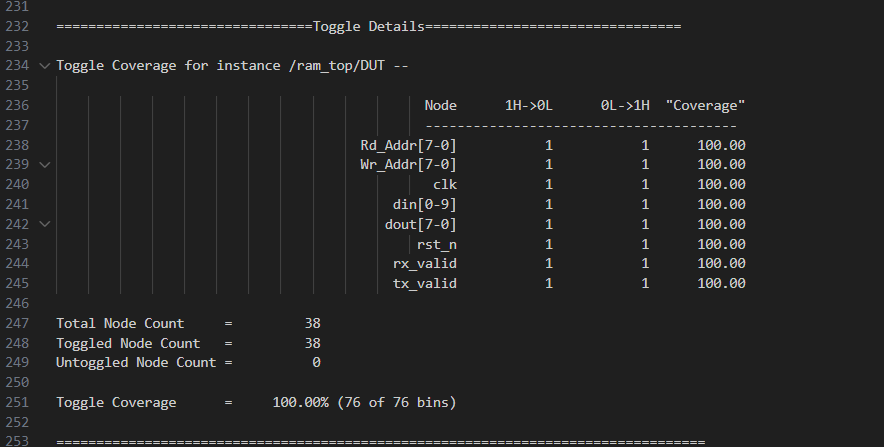 231
232 ================================Toggle Details================================
233
234 Toggle Coverage for instance /ram_top/DUT --
235
236 Node 1H->0L 0L->1H "Coverage"
237 ---------------------------------------
238 Rd_Addr[7-0] 1 1 100.00
239 Wr_Addr[7-0] 1 1 100.00
240 clk 1 1 100.00
241 din[0-9] 1 1 100.00
242 dout[7-0] 1 1 100.00
243 rst_n 1 1 100.00
244 rx_valid 1 1 100.00
245 tx_valid 1 1 100.00
246
247 Total Node Count = 38
248 Toggled Node Count = 38
249 Untoggled Node Count = 0
250
251 Toggle Coverage = 100.00% (76 of 76 bins)
252
253 =================================================================================